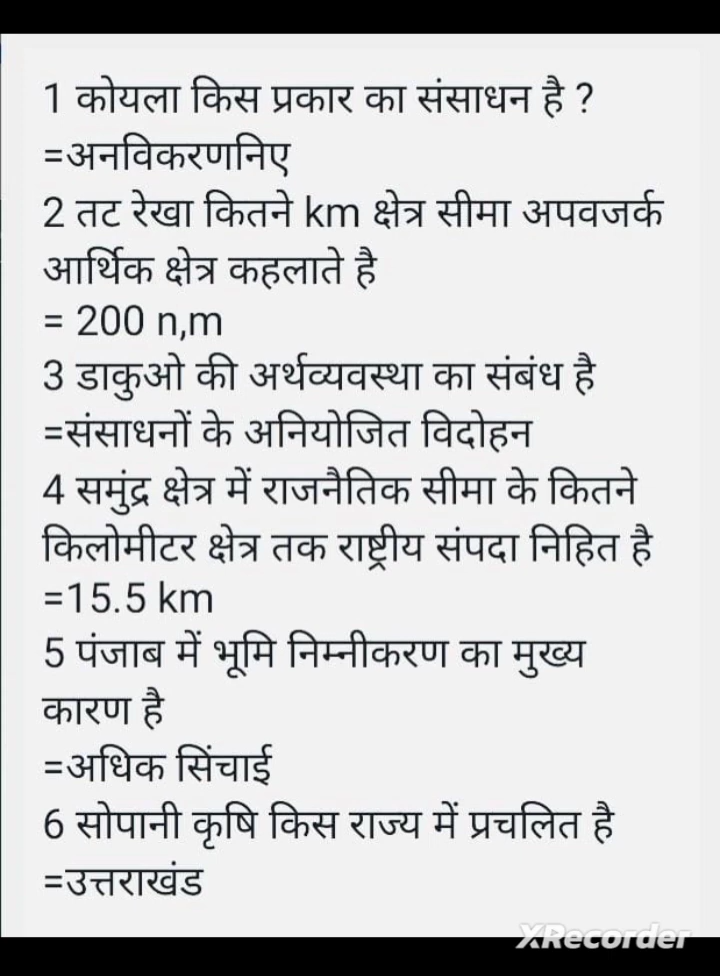 1 कोयला किस प्रकार का संसाधन है ?
=अनविकरणनिए
2 तट रेखा कितने km क्षेत्र सीमा अपवजर्क
आर्थिक क्षेत्र कहलाते है
= 200 n,m
3 डाकुओ की अर्थव्यवस्था का संबंध है
=संसाधनों के अनियोजित विदोहन
4 समुंद्र क्षेत्र में राजनैतिक सीमा के कितने
किलोमीटर क्षेत्र तक राष्ट्रीय संपदा निहित है
=15.5 km
5 पंजाब में भूमि निम्नीकरण का मुख्य
कारण है
=अधिक सिंचाई
6 सोपानी कृषि किस राज्य में प्रचलित है
=उत्तराखंड
XRecorder